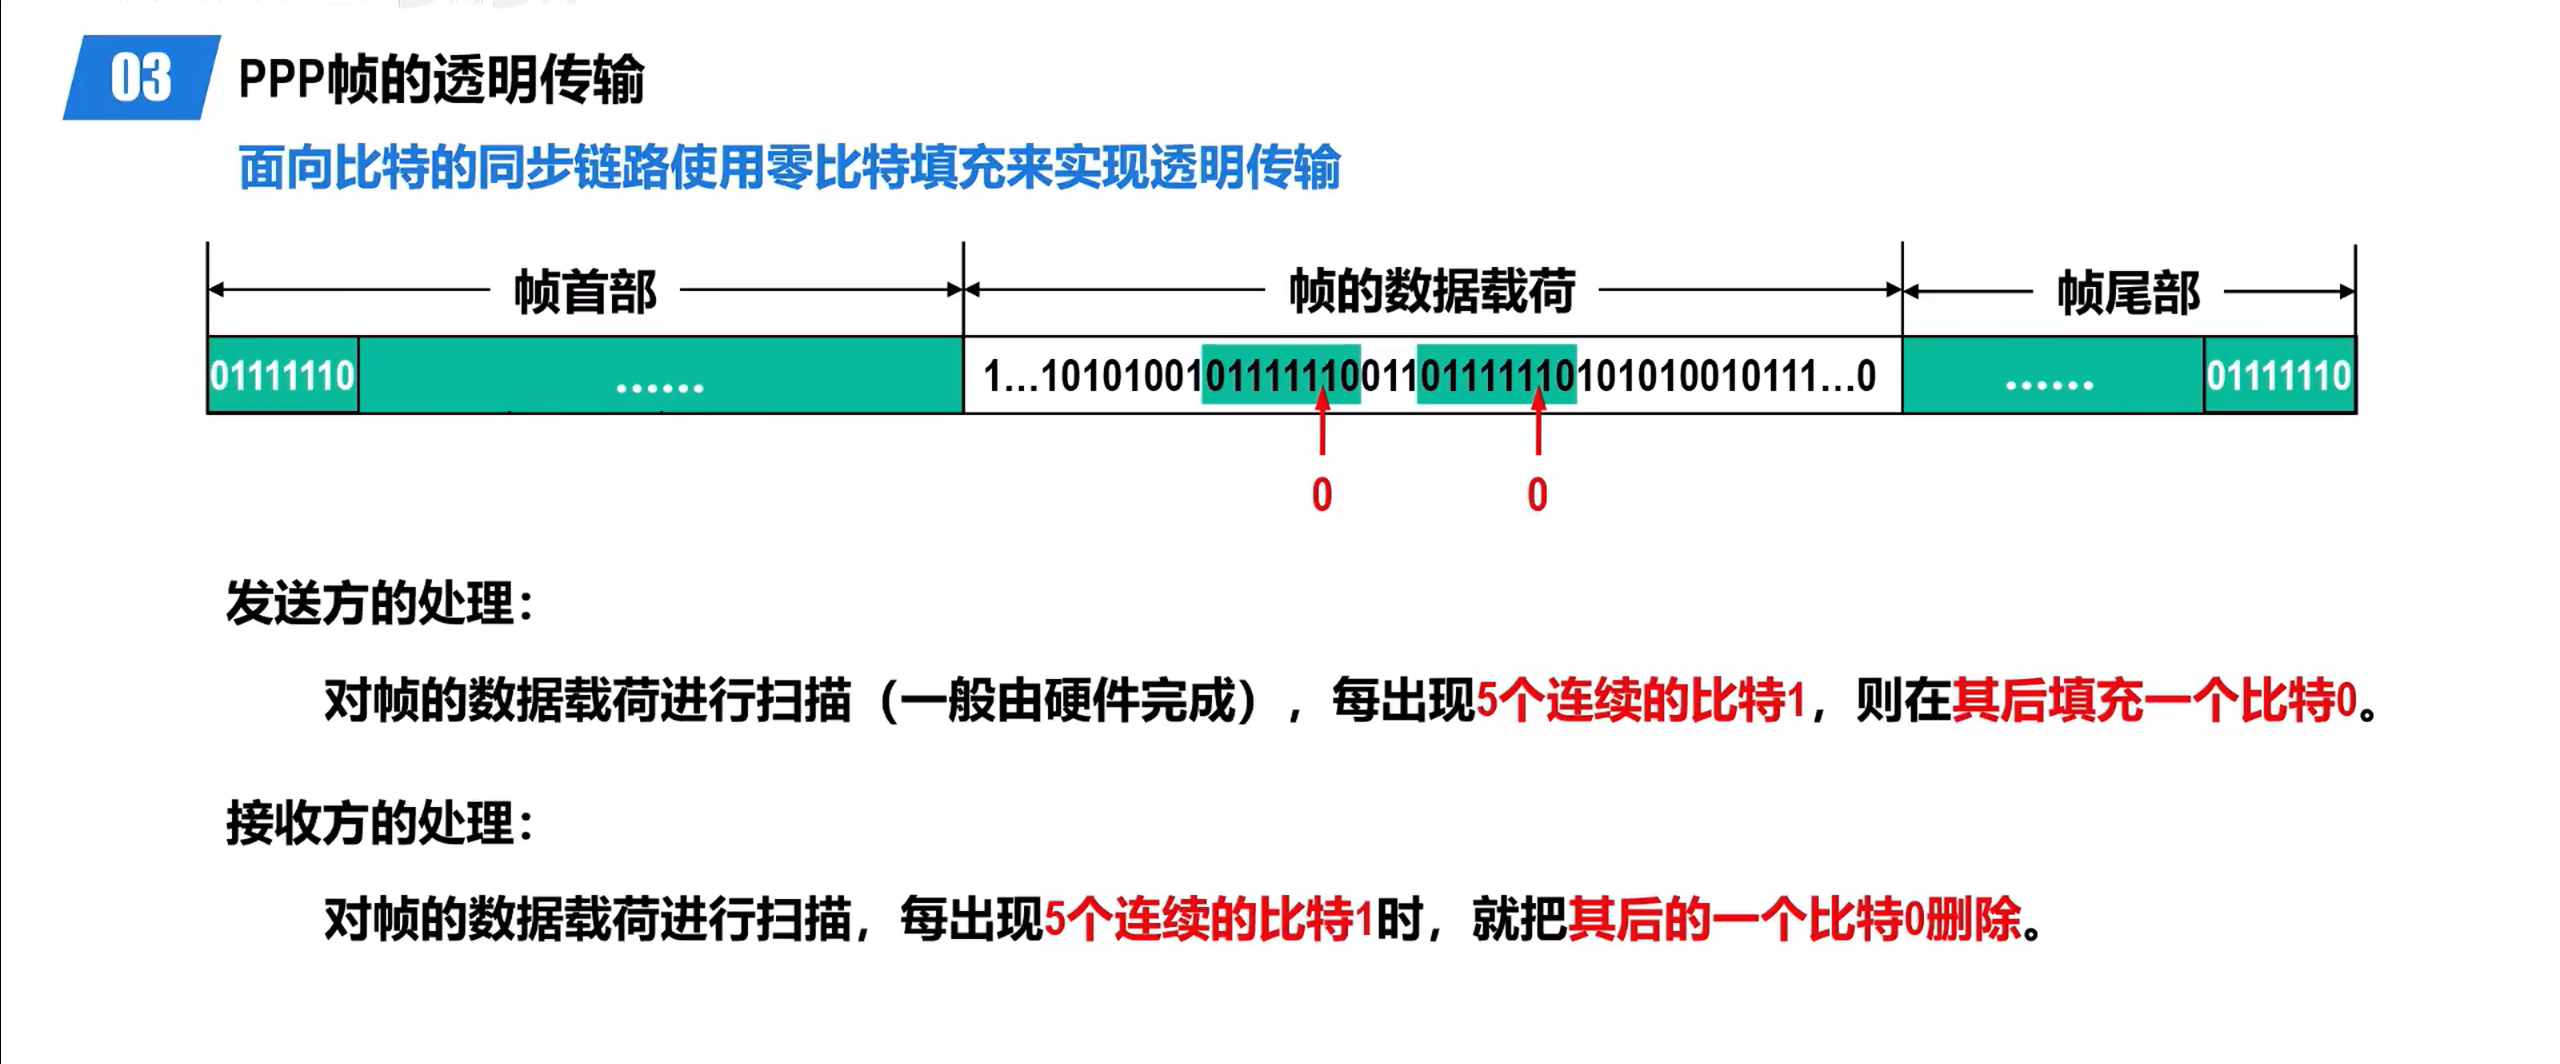 03 PPP帧的透明传输
面向比特的同步链路使用零比特填充来实现透明传输
帧首部 帧的数据载荷 帧尾部
01111110 …… 1...10101001011111100110111111010101001010111...0 …… 01111110
0 0
发送方的处理：
对帧的数据载荷进行扫描（一般由硬件完成），每出现5个连续的比特1，则在其后填充一个比特0。
接收方的处理：
对帧的数据载荷进行扫描，每出现5个连续的比特1时，就把其后的一个比特0删除。